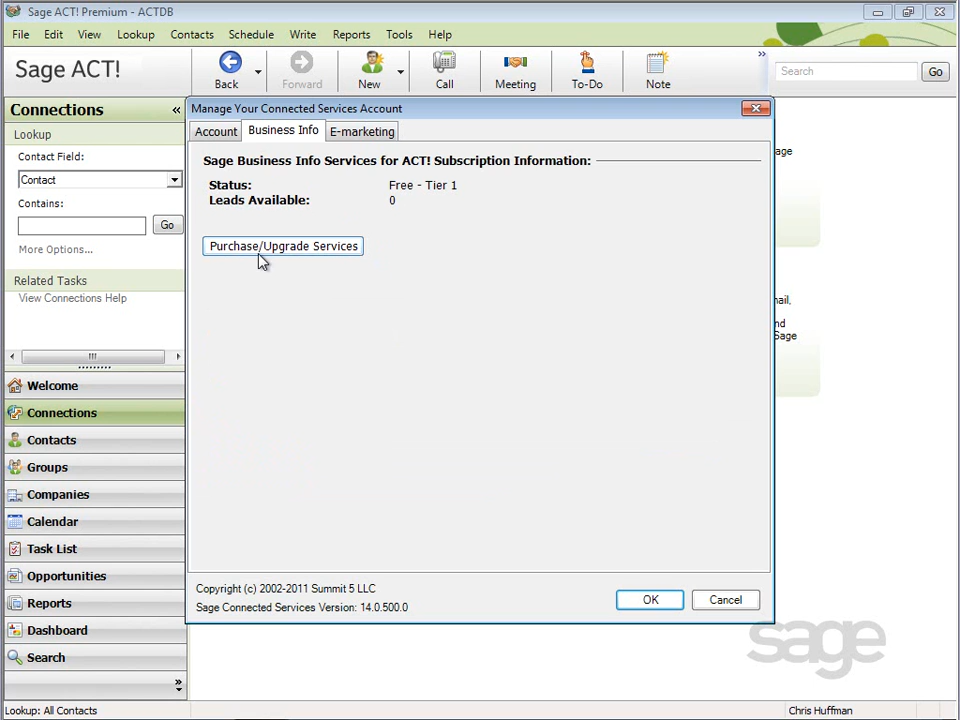 Sage ACT! Premium - ACTDB
File Edit View Lookup Contacts Schedule Write Reports Tools Help
Sage ACT!
Back Forward New Call Meeting To-Do Note
»
Search Go
Connections «
Lookup
Contact Field:
Contact
Contains:
Go
More Options...
Related Tasks
View Connections Help
Welcome
Connections
Contacts
Groups
Companies
Calendar
Task List
Opportunities
Reports
Dashboard
Search
»
Manage Your Connected Services Account
Account Business Info E-marketing
Sage Business Info Services for ACT! Subscription Information:
Status: Free - Tier 1
Leads Available: 0
Purchase/Upgrade Services
Copyright (c) 2002-2011 Summit 5 LLC
Sage Connected Services Version: 14.0.500.0
OK Cancel
age
ail,
nd
Sage
sage
Lookup: All Contacts
Chris Huffman